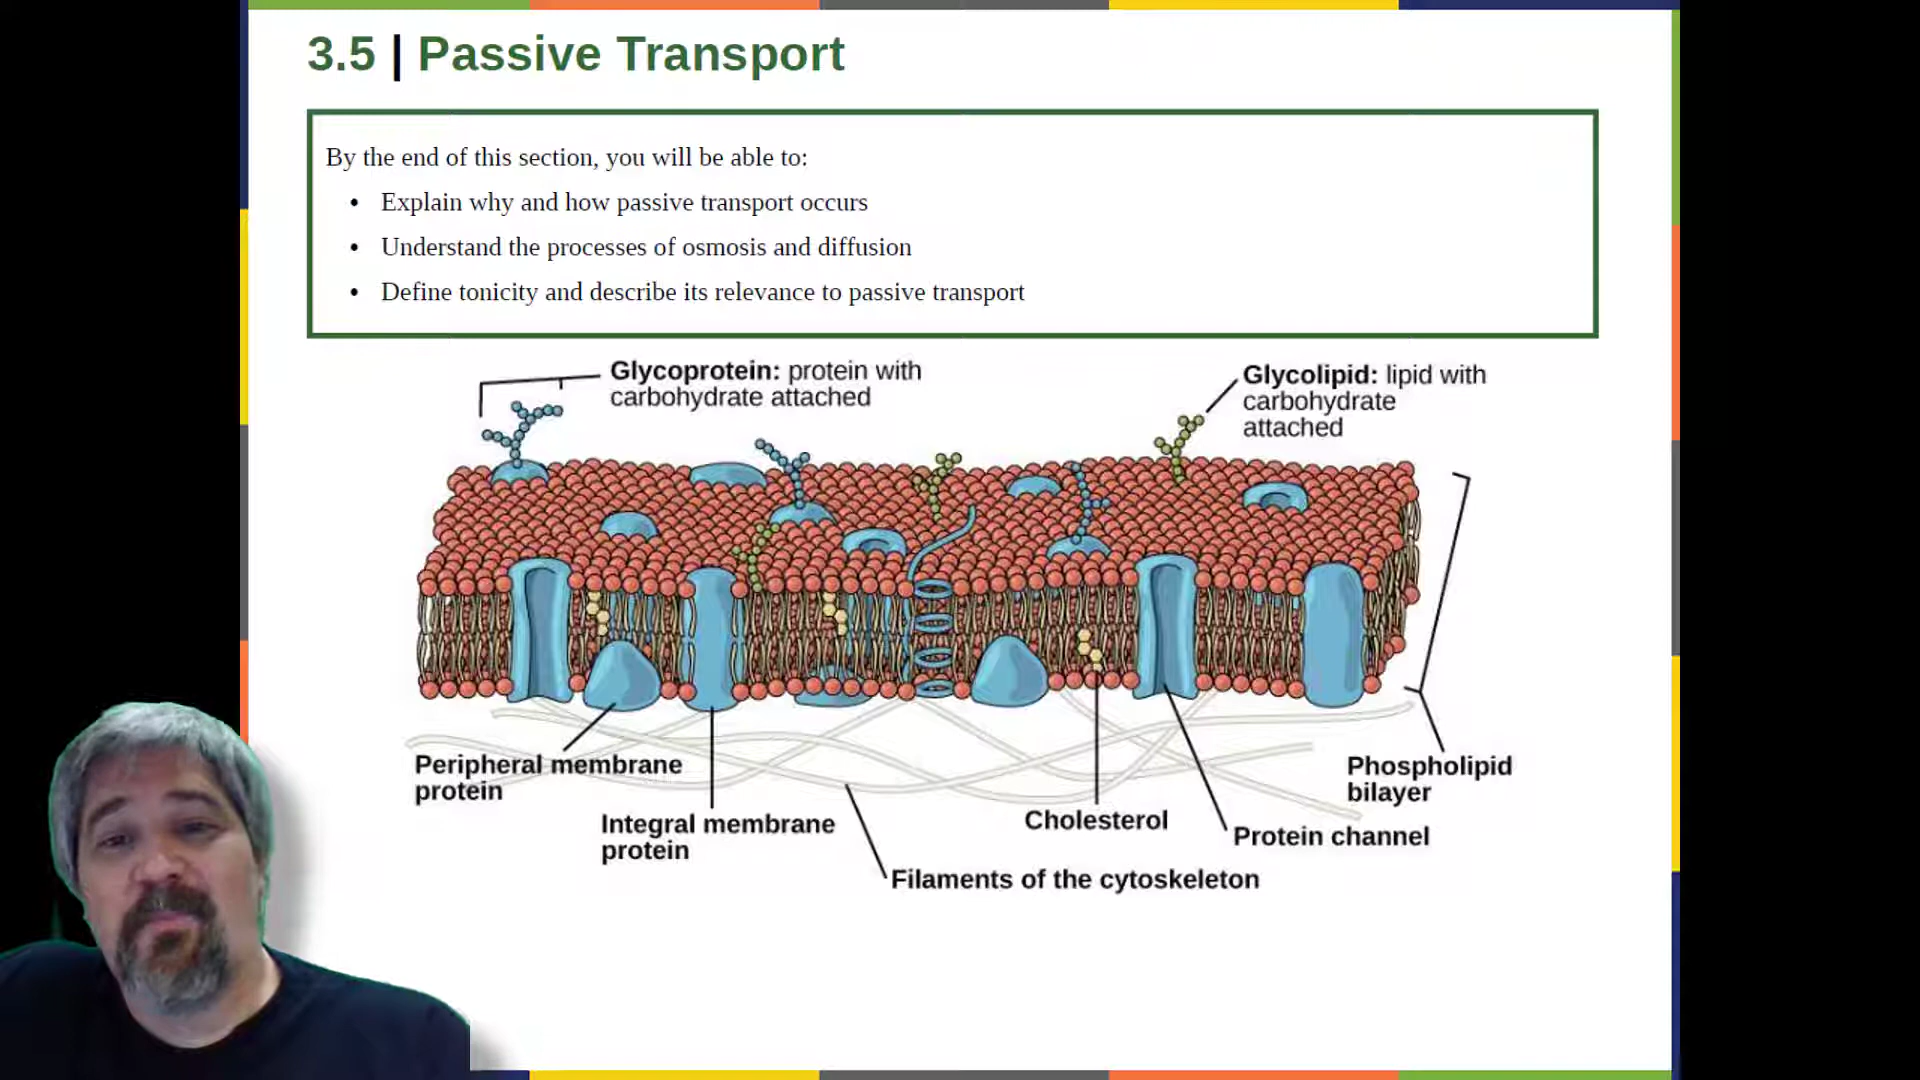 3.5 | Passive Transport
By the end of this section, you will be able to:
• Explain why and how passive transport occurs
• Understand the processes of osmosis and diffusion
• Define tonicity and describe its relevance to passive transport
Glycoprotein: protein with
carbohydrate attached
Glycolipid: lipid with
carbohydrate
attached
Peripheral membrane
protein
Integral membrane
protein
Filaments of the cytoskeleton
Cholesterol
Protein channel
Phospholipid
bilayer